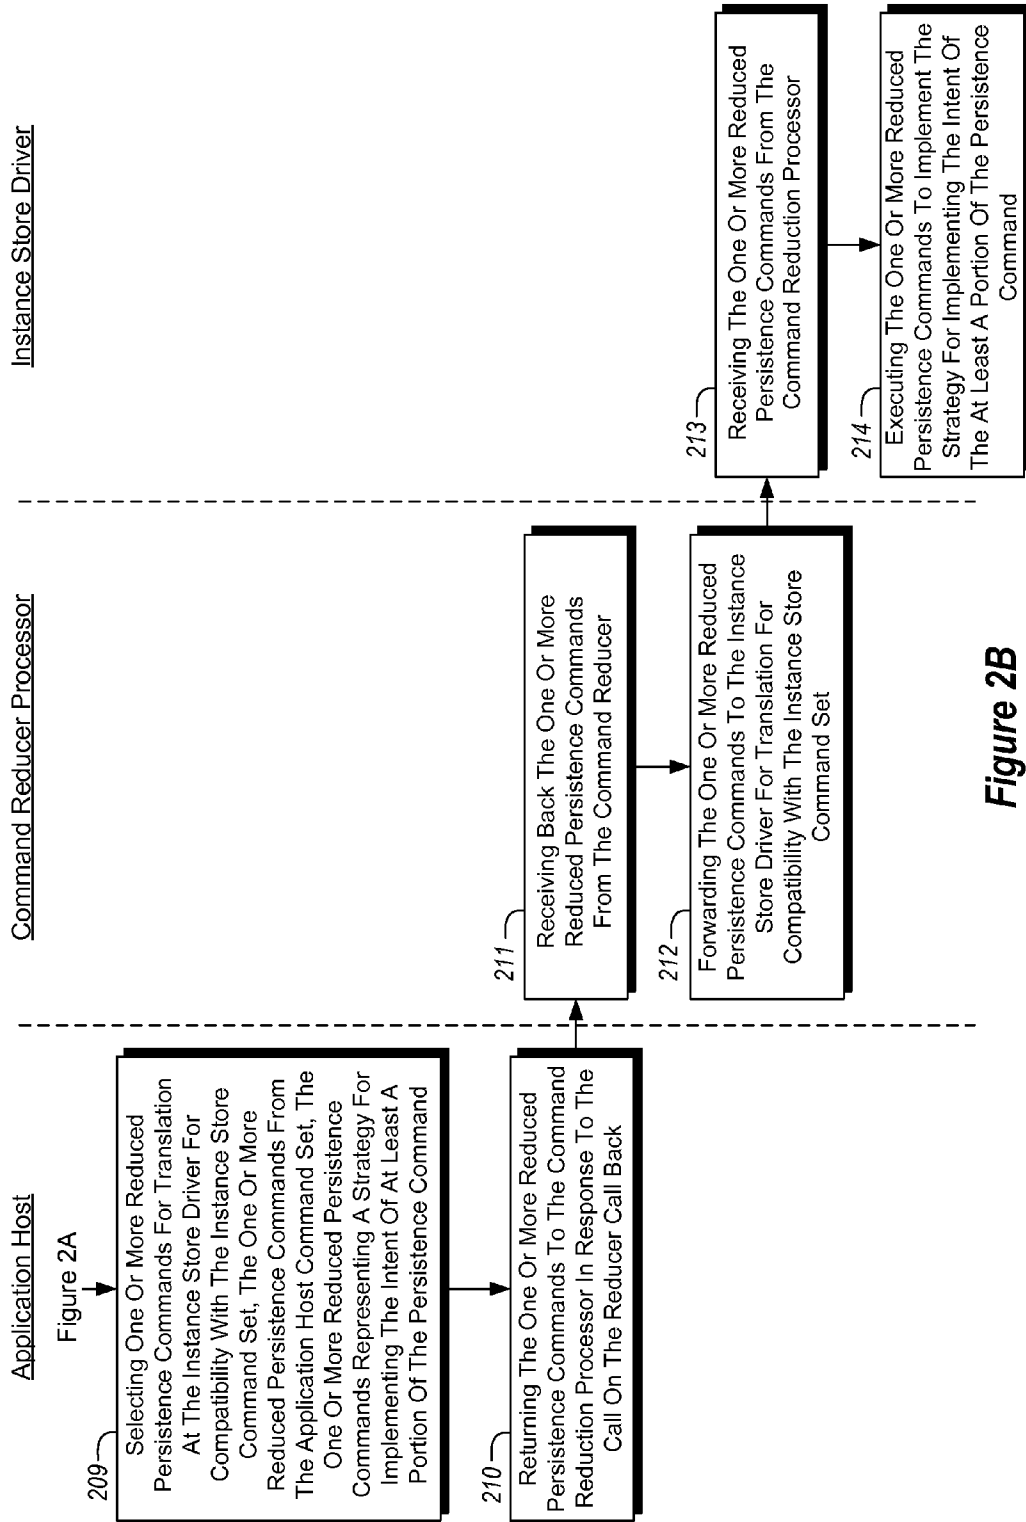 Application Host
Command Reducer Processor
Instance Store Driver
Figure 2A
209
Selecting One Or More Reduced
Persistence Commands For Translation
At The Instance Store Driver For
Compatibility With The Instance Store
Command Set, The One Or More
Reduced Persistence Commands From
The Application Host Command Set, The
One Or More Reduced Persistence
Commands Representing A Strategy For
Implementing The Intent Of At Least A
Portion Of The Persistence Command
210
Returning The One Or More Reduced
Persistence Commands To The Command
Reduction Processor In Response To The
Call On The Reducer Call Back
211
Receiving Back The One Or More
Reduced Persistence Commands
From The Command Reducer
212
Forwarding The One Or More Reduced
Persistence Commands To The Instance
Store Driver For Translation For
Compatibility With The Instance Store
Command Set
213
Receiving The One Or More Reduced
Persistence Commands From The
Command Reduction Processor
214
Executing The One Or More Reduced
Persistence Commands To Implement The
Strategy For Implementing The Intent Of
The At Least A Portion Of The Persistence
Command
Figure 2B